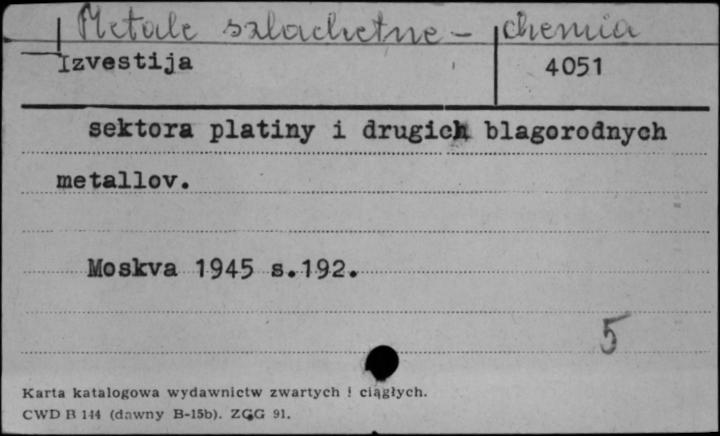 Metale szlachetne - chemia
Izvestija 4051
sektora platiny i drugich blagorodnych
metallov.
Moskva 1945 s.192.
5
Karta katalogowa wydawnictw zwartych i ciągłych.
CWD B 144 (dawny B-15b). ZGG 91.